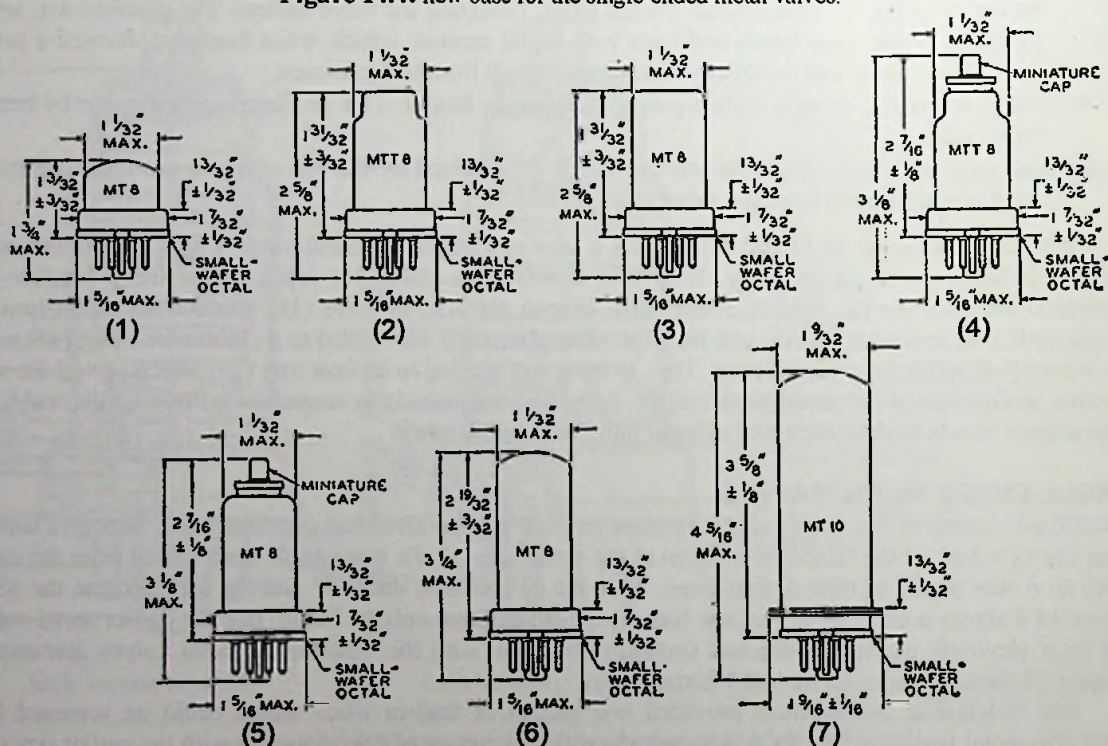 Figure new base for the single-ended metal valves.
1 1/32" MAX.
MT 8
1 3/32" ± 3/32"
1 3/4" MAX.
13/32" ± 1/32"
1 7/32" ± 1/32"
SMALL-
WAFER
OCTAL
1 5/16" MAX.
(1)
1 1/32" MAX.
MTT 8
1 31/32" ± 3/32"
2 5/8" MAX.
13/32" ± 1/32"
1 7/32" ± 1/32"
SMALL-
WAFER
OCTAL
1 5/16" MAX.
(2)
1 1/32" MAX.
MT 8
1 31/32" ± 3/32"
2 5/8" MAX.
13/32" ± 1/32"
1 7/32" ± 1/32"
SMALL-
WAFER
OCTAL
1 5/16" MAX.
(3)
1 1/32" MAX.
MINIATURE
CAP
MTT 8
2 7/16" ± 1/8"
3 1/8" MAX.
13/32" ± 1/32"
1 7/32" ± 1/32"
SMALL-
WAFER
OCTAL
1 5/16" MAX.
(4)
1 1/32" MAX.
MINIATURE
CAP
MT 8
2 7/16" ± 1/8"
3 1/8" MAX.
13/32" ± 1/32"
1 7/32" ± 1/32"
SMALL-
WAFER
OCTAL
1 5/16" MAX.
(5)
1 1/32" MAX.
MT 8
2 19/32" ± 3/32"
3 1/4" MAX.
13/32" ± 1/32"
1 7/32" ± 1/32"
SMALL-
WAFER
OCTAL
1 5/16" MAX.
(6)
1 9/32" MAX.
MT 10
3 5/8" ± 1/8"
4 5/16" MAX.
13/32" ± 1/32"
SMALL-
WAFER
OCTAL
1 9/16" ± 1/16"
(7)